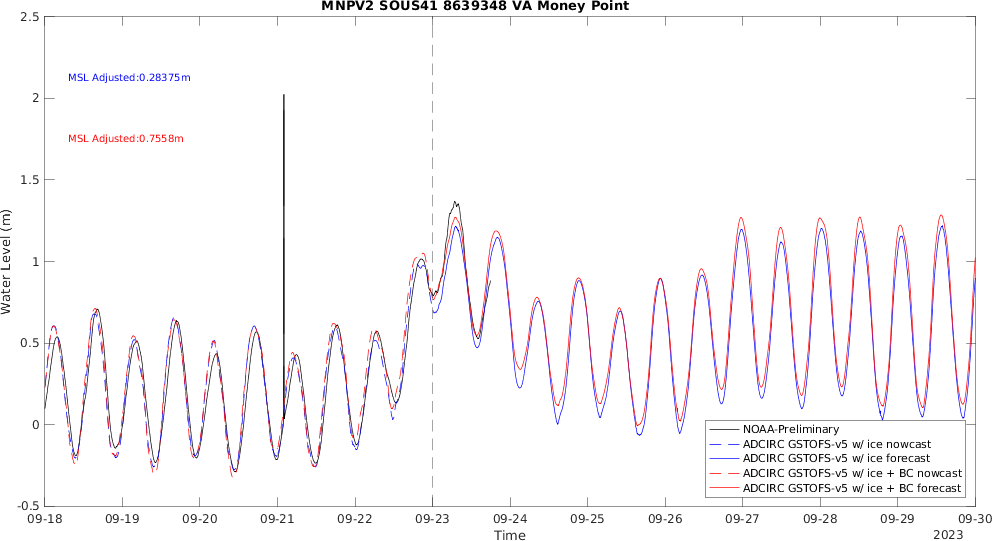 MNPV2 SOUS41 8639348 VA Money Point
2.5
2
1.5
1
0.5
0
-0.5
Water Level (m)
MSL Adjusted:0.28375m
MSL Adjusted:0.7558m
NOAA-Preliminary
ADCIRC GSTOFS-v5 w/ ice nowcast
ADCIRC GSTOFS-v5 w/ ice forecast
ADCIRC GSTOFS-v5 w/ ice + BC nowcast
ADCIRC GSTOFS-v5 w/ ice + BC forecast
09-18 09-19 09-20 09-21 09-22 09-23 09-24 09-25 09-26 09-27 09-28 09-29 09-30
Time
2023